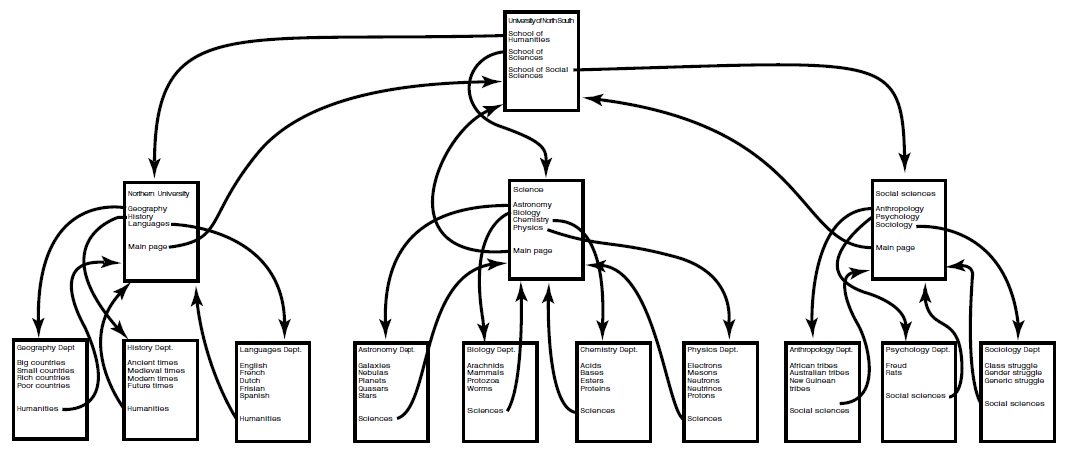 University of North South
School of
Humanities
School of
Sciences
School of Social
Sciences
Northern University
Geography
History
Languages
Main page
Science
Astronomy
Biology
Chemistry
Physics
Main page
Social sciences
Anthropology
Psychology
Sociology
Main page
Geography Dept
Big countries
Small countries
Rich countries
Poor countries
Humanities
History Dept.
Ancient times
Medieval times
Modern times
Future times
Humanities
Languages Dept.
English
French
Dutch
Frisian
Spanish
Humanities
Astronomy Dept.
Galaxies
Nebulas
Planets
Quasars
Stars
Sciences
Biology Dept.
Arachnids
Mammals
Protozoa
Worms
Sciences
Chemistry Dept.
Acids
Bases
Esters
Proteins
Sciences
Physics Dept.
Electrons
Mesons
Neutrons
Neutrinos
Protons
Sciences
Anthropology Dept.
African tribes
Australian tribes
New Guinean
tribes
Social sciences
Psychology Dept.
Freud
Rats
Social sciences
Sociology Dept
Class struggle
Gender struggle
Generic struggle
Social sciences